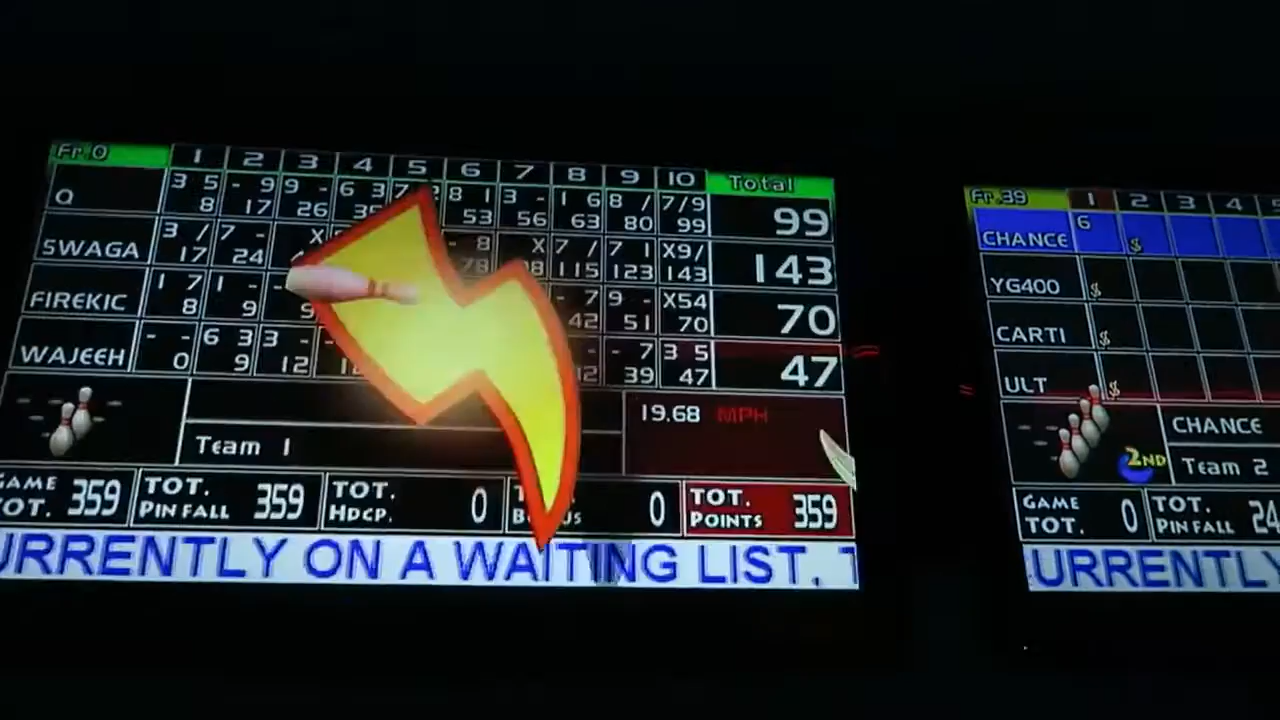 Fr.0 1 2 3 4 5 6 7 8 9 10 Total
Q 3 5 - 9 9 - 6 3 7 8 1 3 - 1 6 8 / 7/9 99
8 17 26 53 56 63 80 99
SWAGA 3 / 7 - X - 8 X 7 / 7 1 X9/ 143
17 24 115 123 143
FIREKIC 1 7 1 - - 7 9 - X54 70
8 9 42 51 70
WAJEEH - - 6 3 3 - - 7 3 5 47
0 9 12 39 47
19.68 MPH
Team 1
GAME TOT. 359 TOT. PINFALL 359 TOT. HDCP. 0 0 TOT. POINTS 359
URRENTLY ON A WAITING LIST. T
Fr.39 1 2 3 4
CHANCE 6 $
YG400 $
CARTI $
ULT $
2ND
CHANCE
Team 2
GAME TOT. 0 TOT. PINFALL 24
URRENTLY